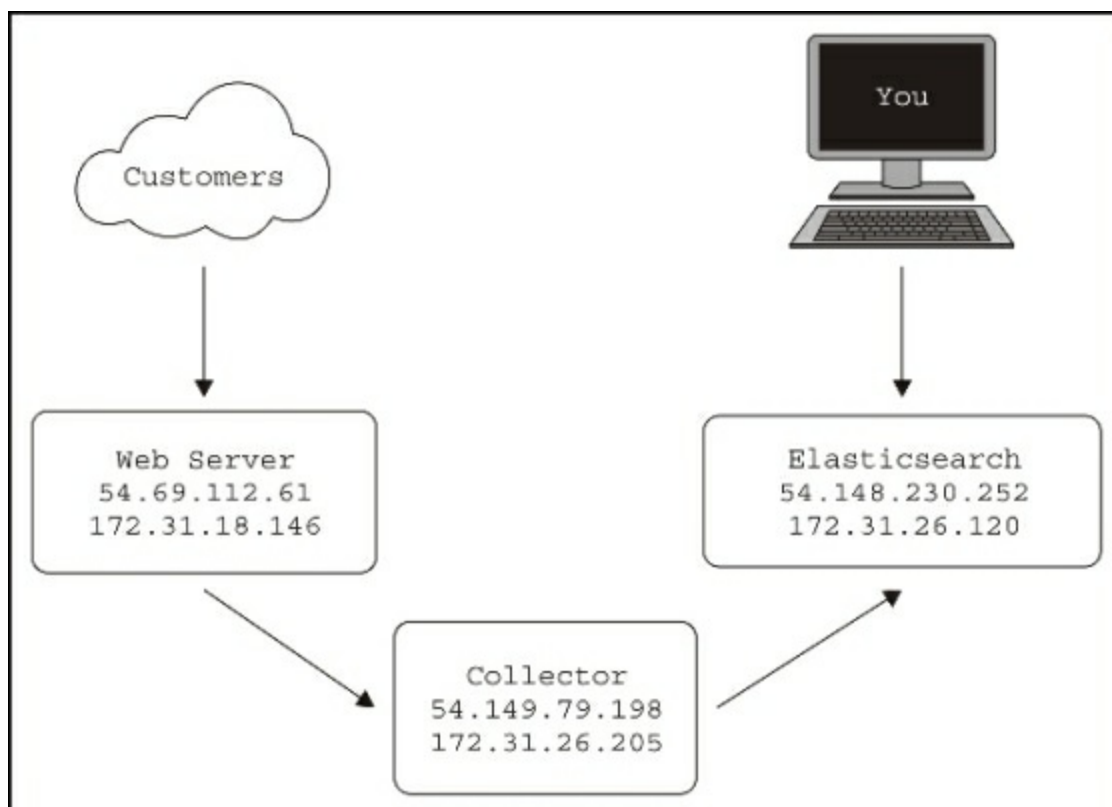 Customers
You
Web Server
54.69.112.61
172.31.18.146
Elasticsearch
54.148.230.252
172.31.26.120
Collector
54.149.79.198
172.31.26.205